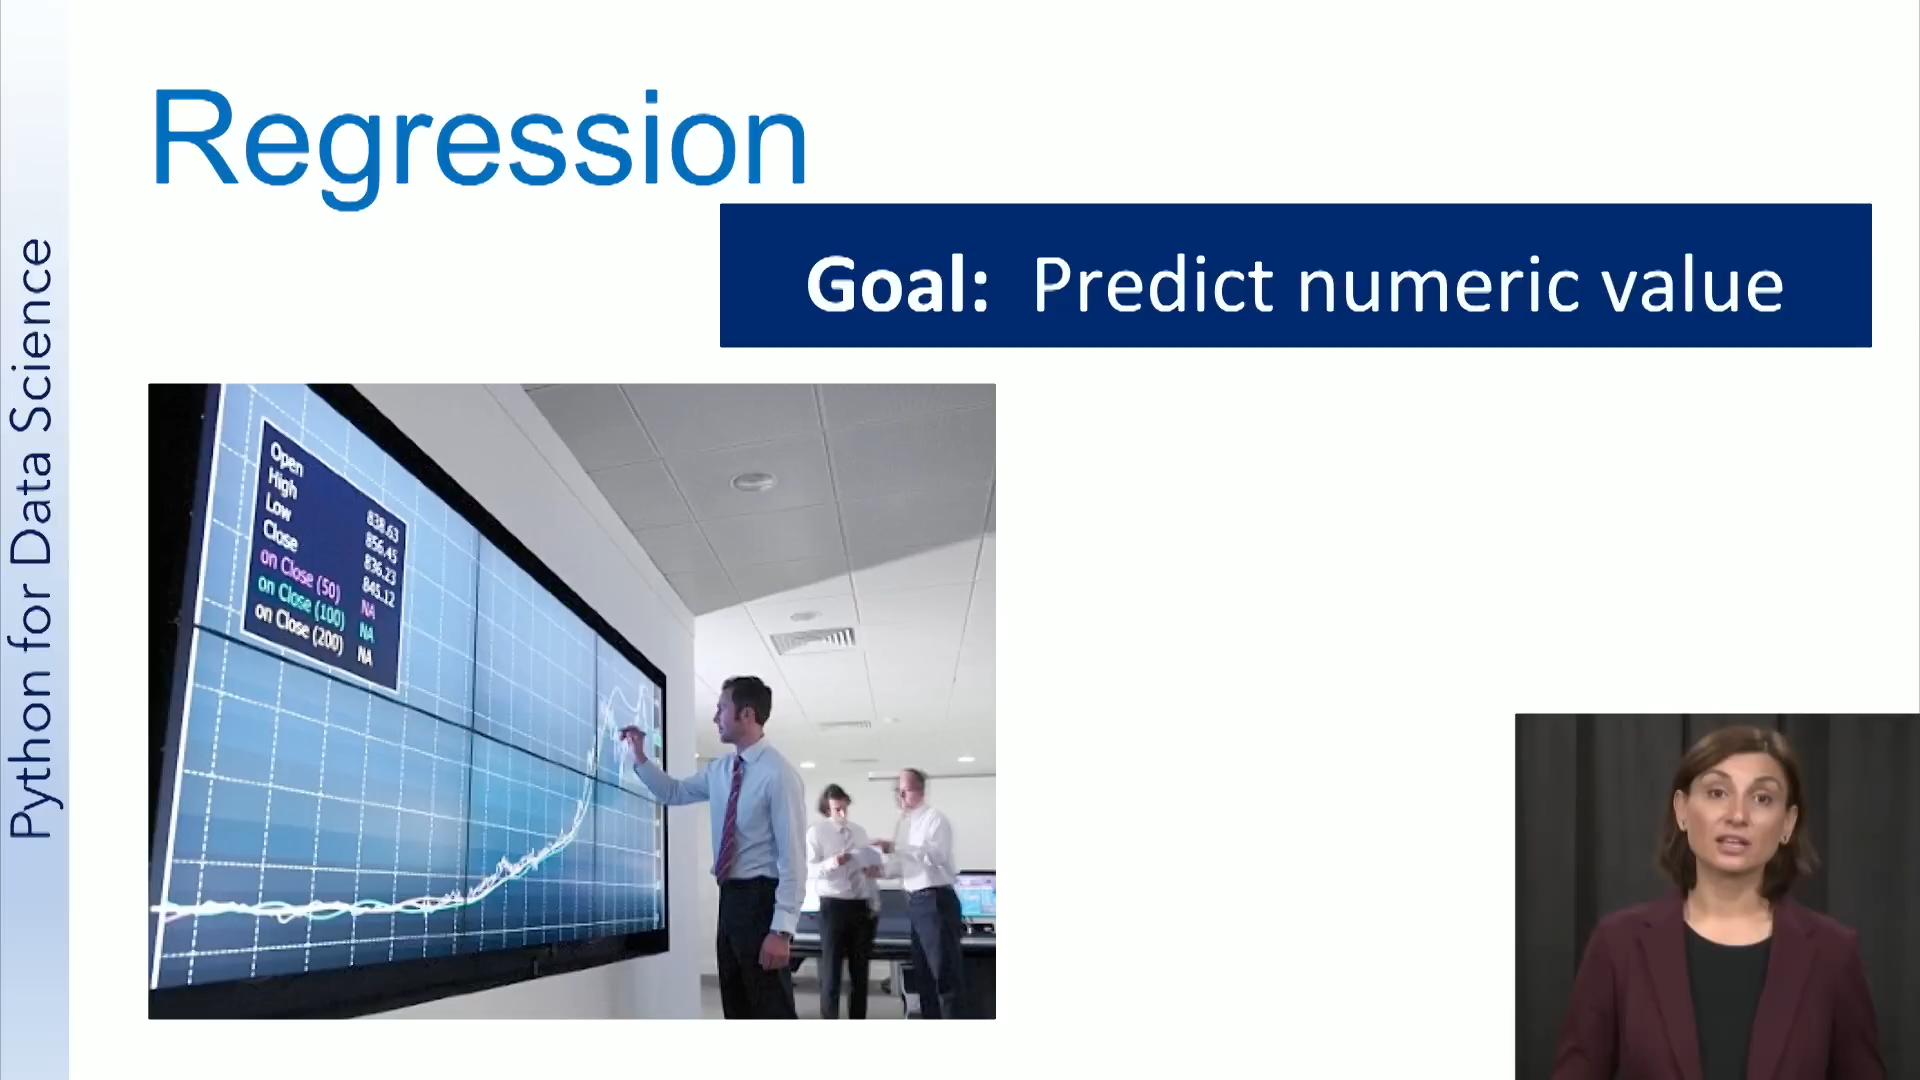 Python for Data Science
Regression
Goal: Predict numeric value
Open 838.63
High 856.45
Low 836.23
Close 845.12
on Close (50) NA
on Close (100) NA
on Close (200) NA